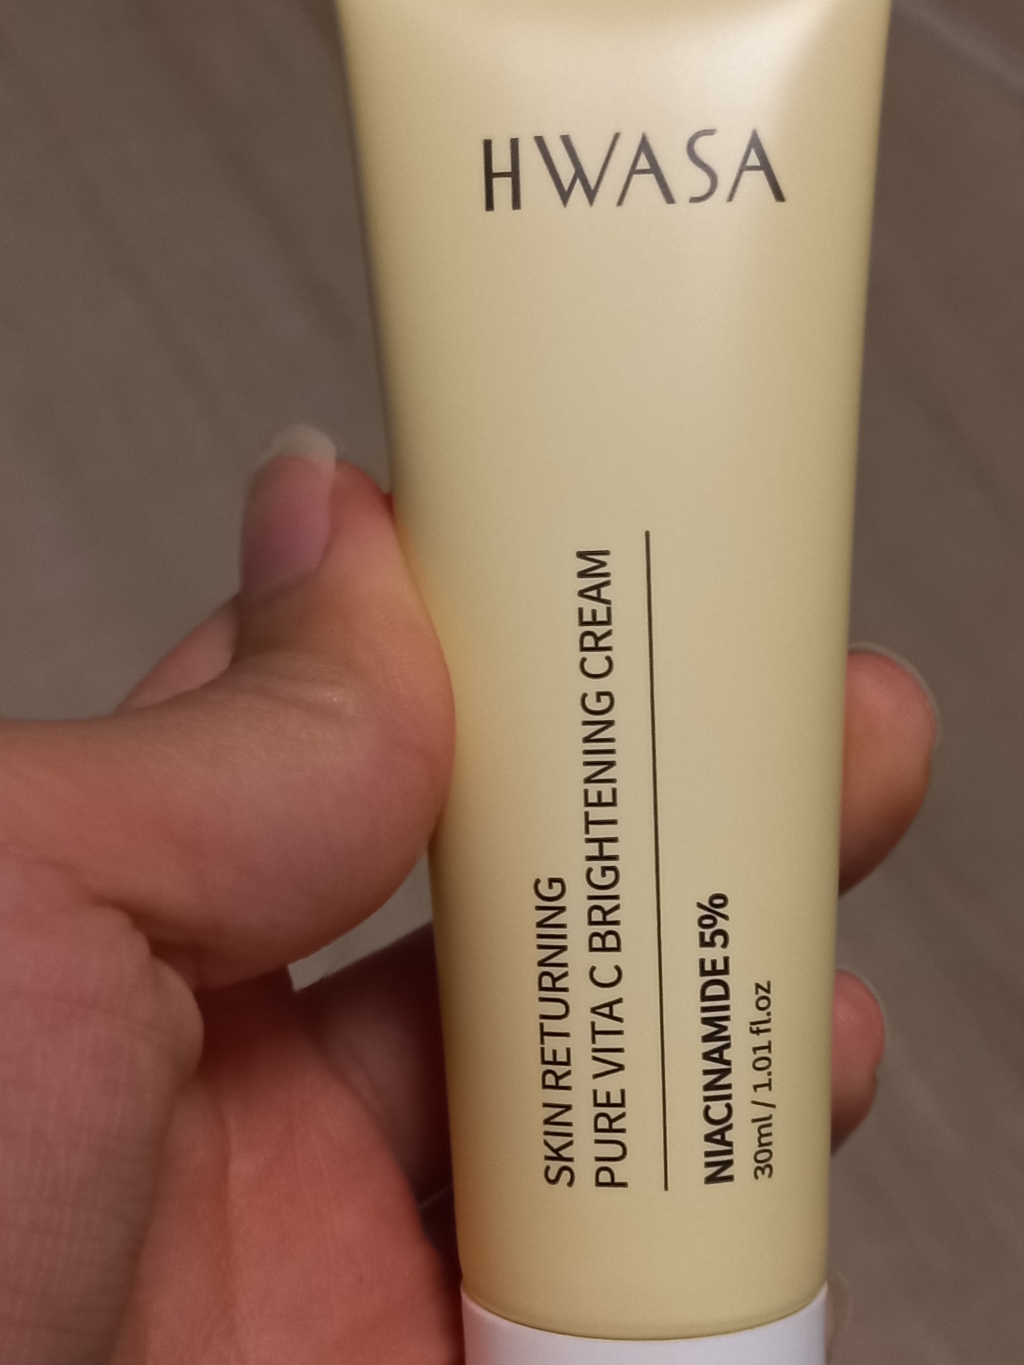 HWASA
SKIN RETURNING
PURE VITA C BRIGHTENING CREAM
NIACINAMIDE 5%
30ml / 1.01 fl.oz